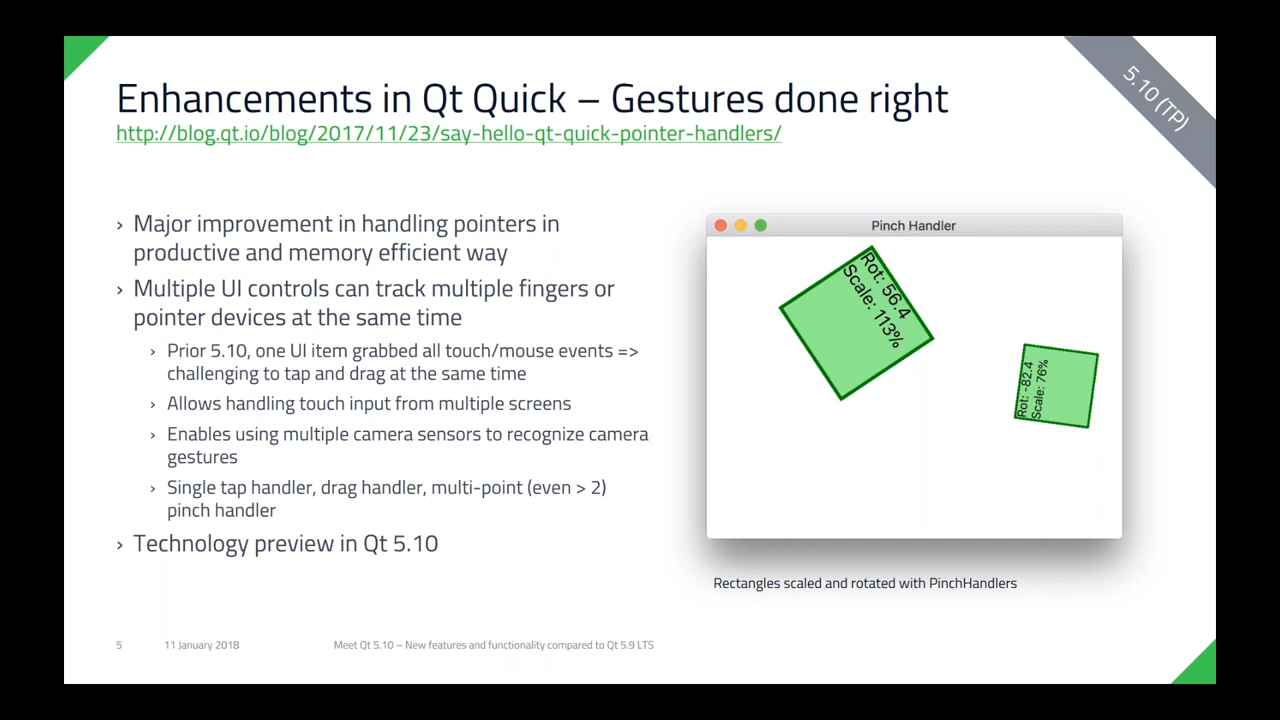 Enhancements in Qt Quick – Gestures done right
http://blog.qt.io/blog/2017/11/23/say-hello-qt-quick-pointer-handlers/
5.10 (TP)
› Major improvement in handling pointers in
productive and memory efficient way
› Multiple UI controls can track multiple fingers or
pointer devices at the same time
› Prior 5.10, one UI item grabbed all touch/mouse events =>
challenging to tap and drag at the same time
› Allows handling touch input from multiple screens
› Enables using multiple camera sensors to recognize camera
gestures
› Single tap handler, drag handler, multi-point (even > 2)
pinch handler
› Technology preview in Qt 5.10
Pinch Handler
Rot: 56.4
Scale: 113%
Rot: -82.4
Scale: 76%
Rectangles scaled and rotated with PinchHandlers
5 11 January 2018 Meet Qt 5.10 – New features and functionality compared to Qt 5.9 LTS